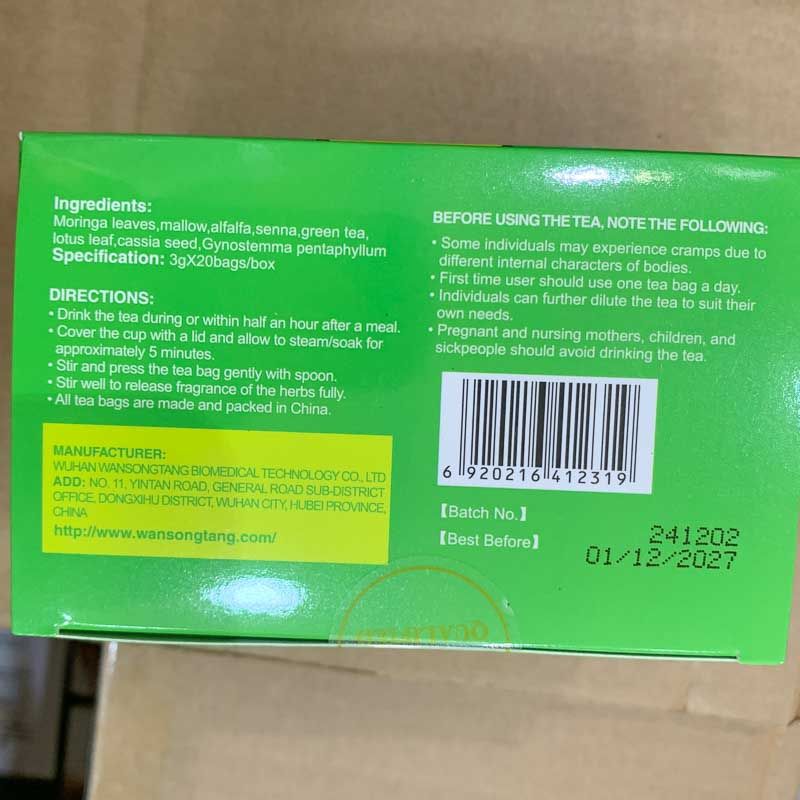 Ingredients:
Moringa leaves,mallow,alfalfa,senna,green tea,
lotus leaf,cassia seed,Gynostemma pentaphyllum
Specification: 3gX20bags/box
DIRECTIONS:
• Drink the tea during or within half an hour after a meal.
• Cover the cup with a lid and allow to steam/soak for
approximately 5 minutes.
• Stir and press the tea bag gently with spoon.
• Stir well to release fragrance of the herbs fully.
• All tea bags are made and packed in China.
MANUFACTURER:
WUHAN WANSONGTANG BIOMEDICAL TECHNOLOGY CO., LTD
ADD: NO. 11, YINTAN ROAD, GENERAL ROAD SUB-DISTRICT
OFFICE, DONGXIHU DISTRICT, WUHAN CITY, HUBEI PROVINCE,
CHINA
http://www.wansongtang.com/
BEFORE USING THE TEA, NOTE THE FOLLOWING:
• Some individuals may experience cramps due to
different internal characters of bodies.
• First time user should use one tea bag a day.
• Individuals can further dilute the tea to suit their
own needs.
• Pregnant and nursing mothers, children, and
sickpeople should avoid drinking the tea.
6 920216 412319
【Batch No.】 241202
【Best Before】 01/12/2027